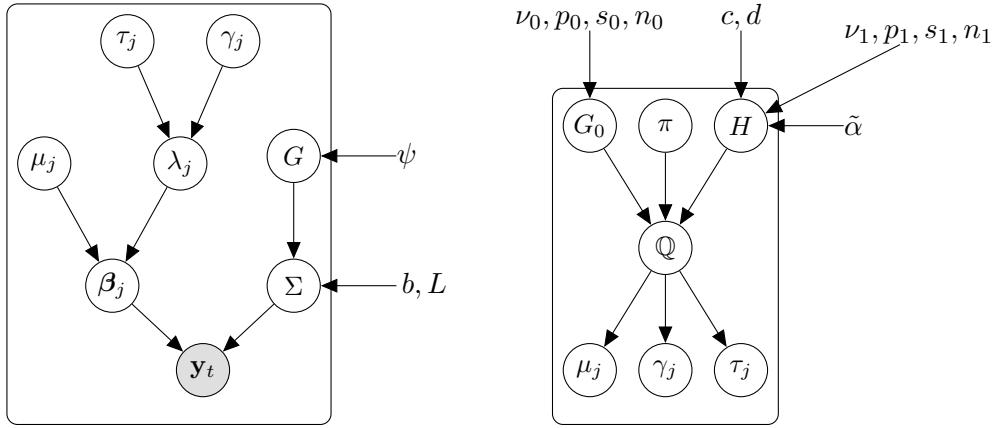 τ_j γ_j
μ_j λ_j G ψ
β_j Σ b, L
y_t
ν_0, p_0, s_0, n_0 c, d ν_1, p_1, s_1, n_1
G_0 π H α̃
ℚ
μ_j γ_j τ_j